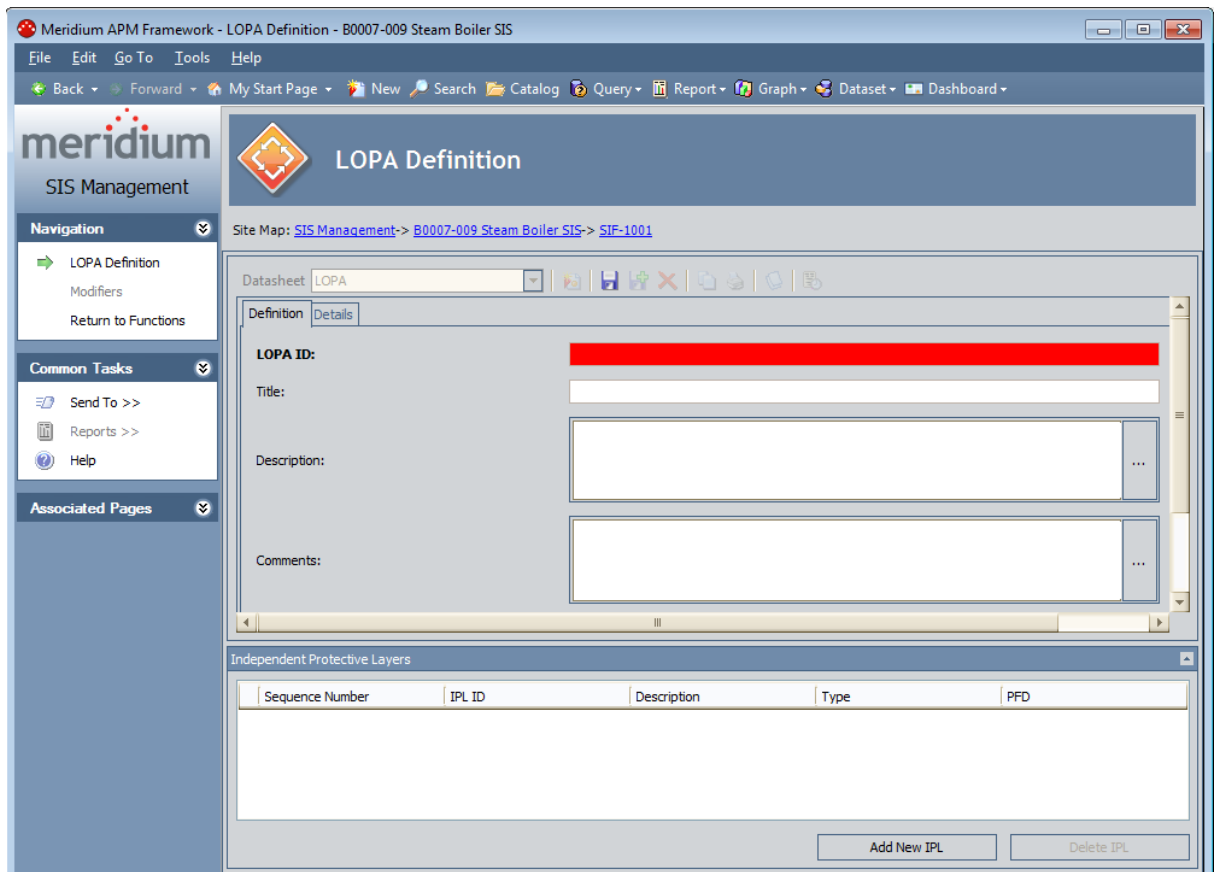 Meridium APM Framework - LOPA Definition - B0007-009 Steam Boiler SIS
File Edit Go To Tools Help
Back Forward My Start Page New Search Catalog Query Report Graph Dataset Dashboard
meridium
SIS Management
LOPA Definition
Site Map: SIS Management-> B0007-009 Steam Boiler SIS-> SIF-1001
Navigation
LOPA Definition
Modifiers
Return to Functions
Common Tasks
Send To >>
Reports >>
Help
Associated Pages
Datasheet LOPA
Definition Details
LOPA ID:
Title:
Description:
...
Comments:
...
Independent Protective Layers
Sequence Number IPL ID Description Type PFD
Add New IPL Delete IPL